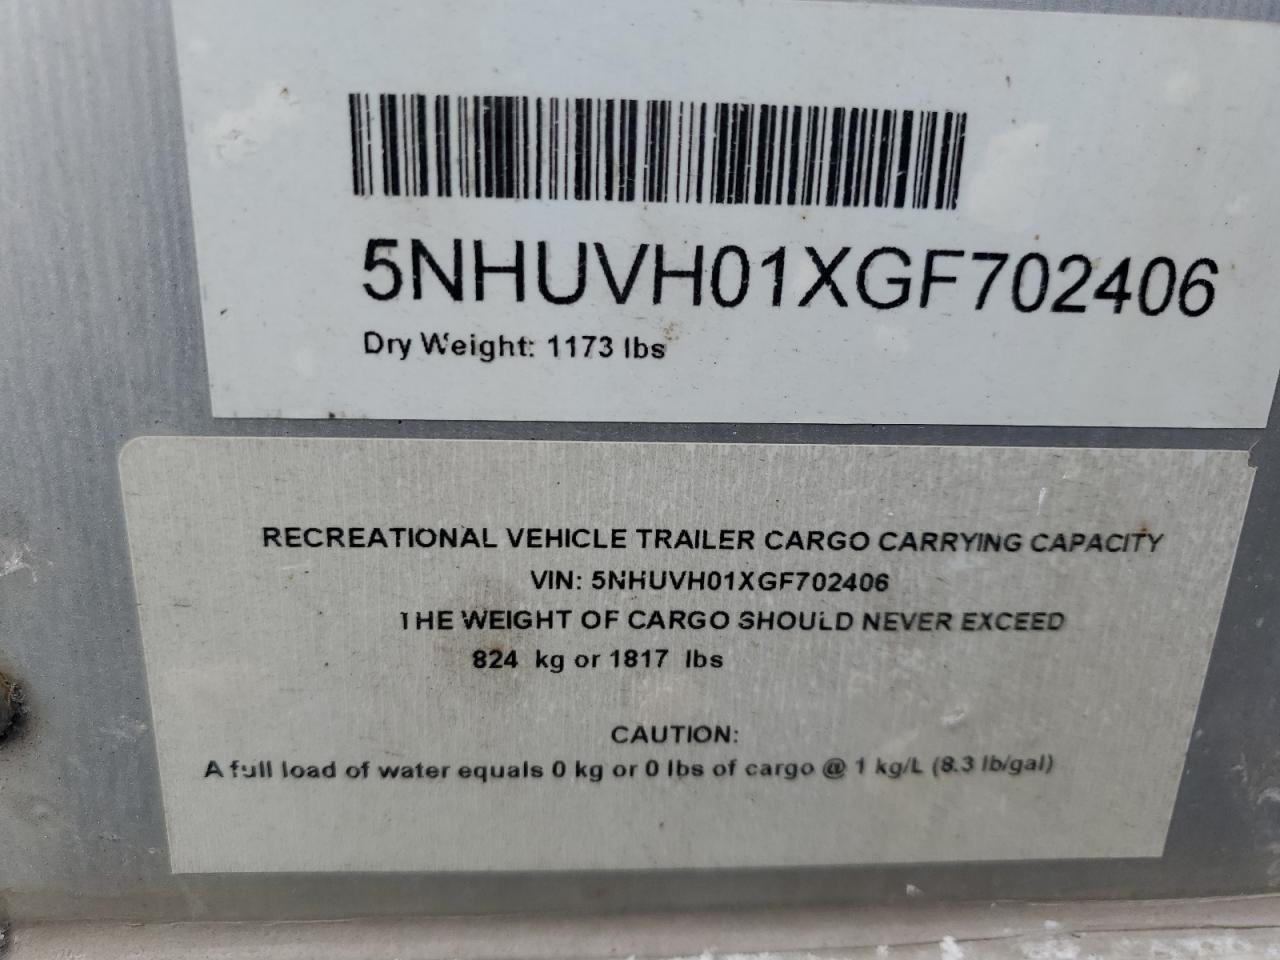 5NHUVH01XGF702406
Dry Weight: 1173 lbs
RECREATIONAL VEHICLE TRAILER CARGO CARRYING CAPACITY
VIN: 5NHUVH01XGF702406
THE WEIGHT OF CARGO SHOULD NEVER EXCEED
824 kg or 1817 lbs
CAUTION:
A full load of water equals 0 kg or 0 lbs of cargo @ 1 kg/L (8.3 lb/gal)